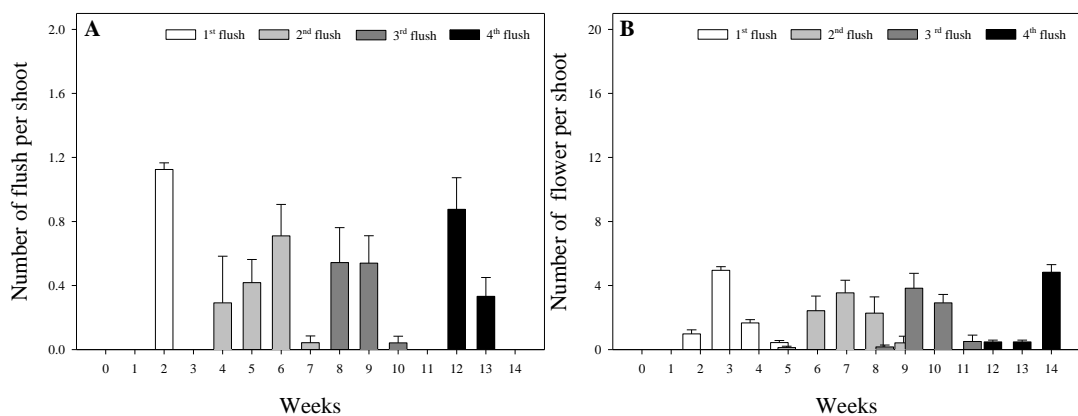 A
1st flush 2nd flush 3rd flush 4th flush
Number of flush per shoot
2.0
1.6
1.2
0.8
0.4
0.0
0 1 2 3 4 5 6 7 8 9 10 11 12 13 14
Weeks
B
1st flush 2nd flush 3 rd flush 4th flush
Number of flower per shoot
20
16
12
8
4
0
0 1 2 3 4 5 6 7 8 9 10 11 12 13 14
Weeks